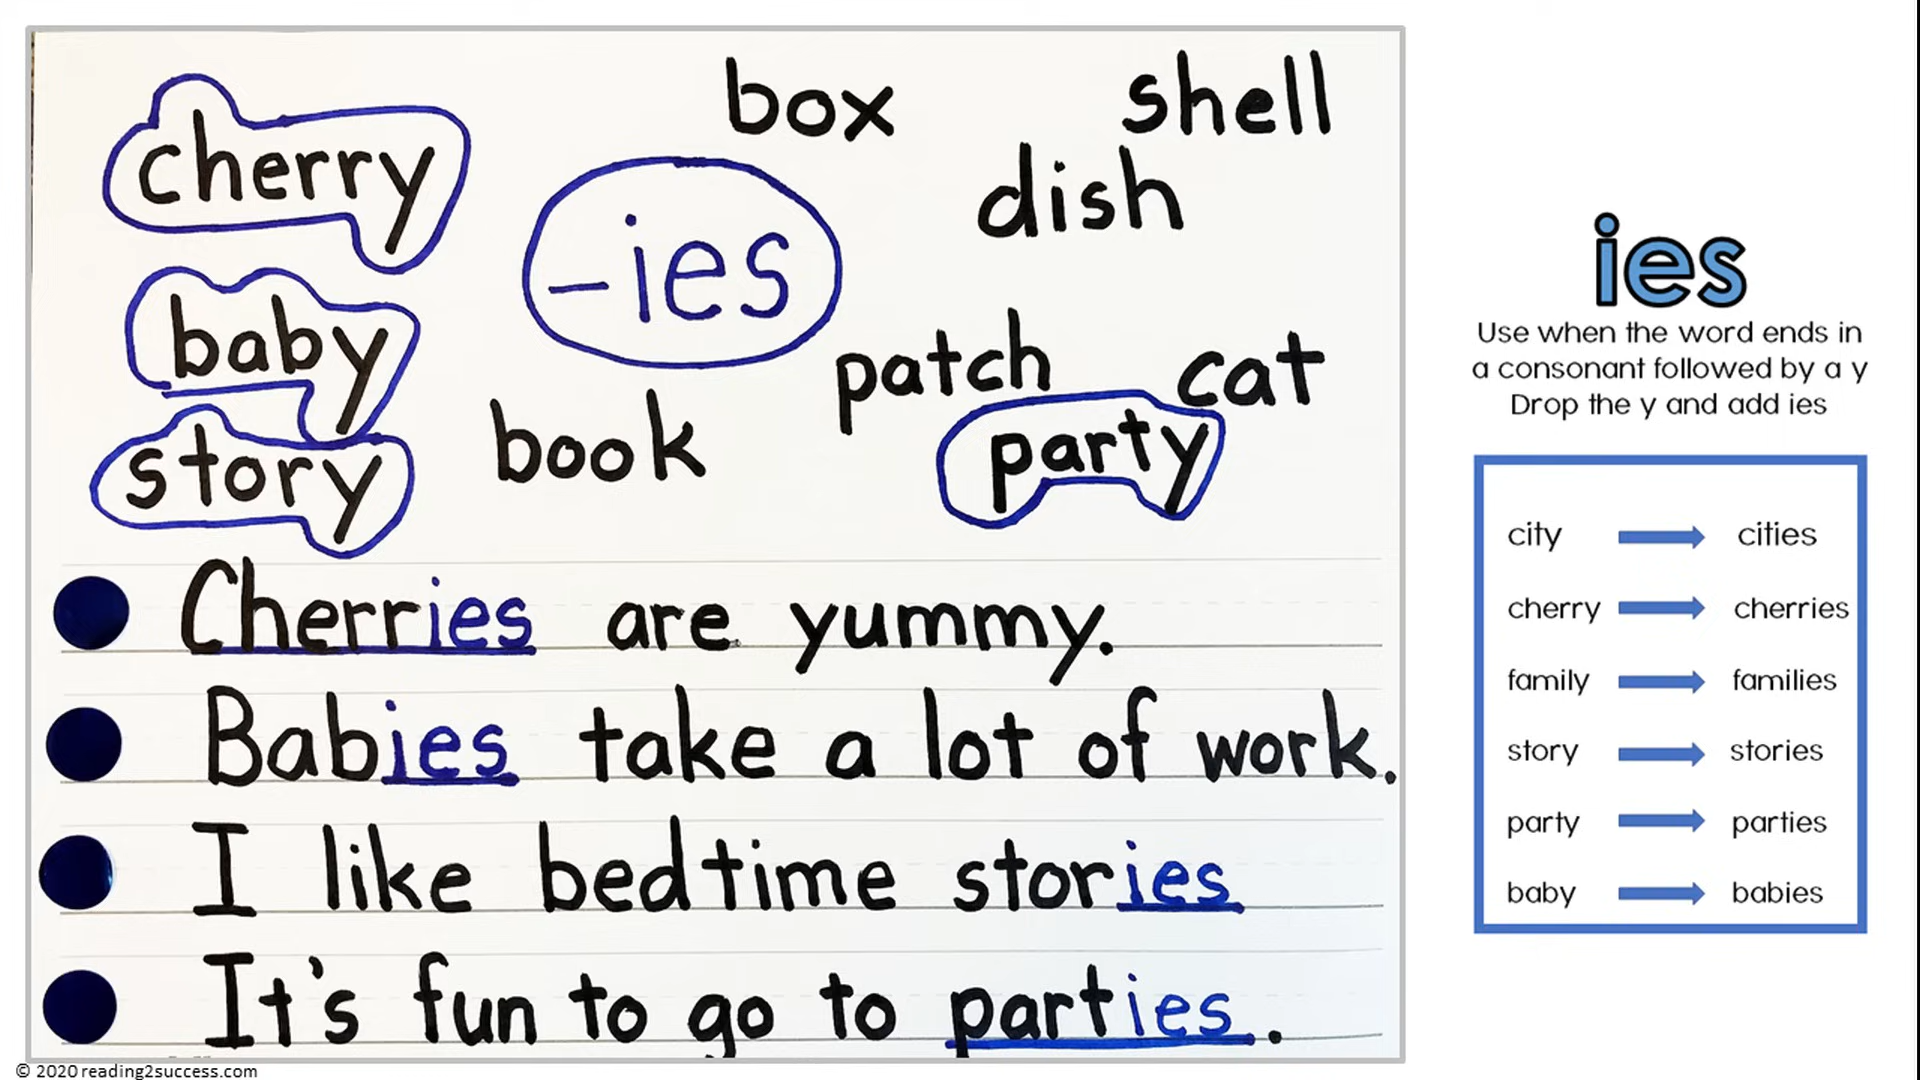 box shell
cherry
dish
-ies
baby
patch cat
book party
story
Cherries are yummy.
Babies take a lot of work.
I like bedtime stories
It's fun to go to parties.
ies
Use when the word ends in
a consonant followed by a y
Drop the y and add ies
city cities
cherry cherries
family families
story stories
party parties
baby babies
© 2020 reading2success.com